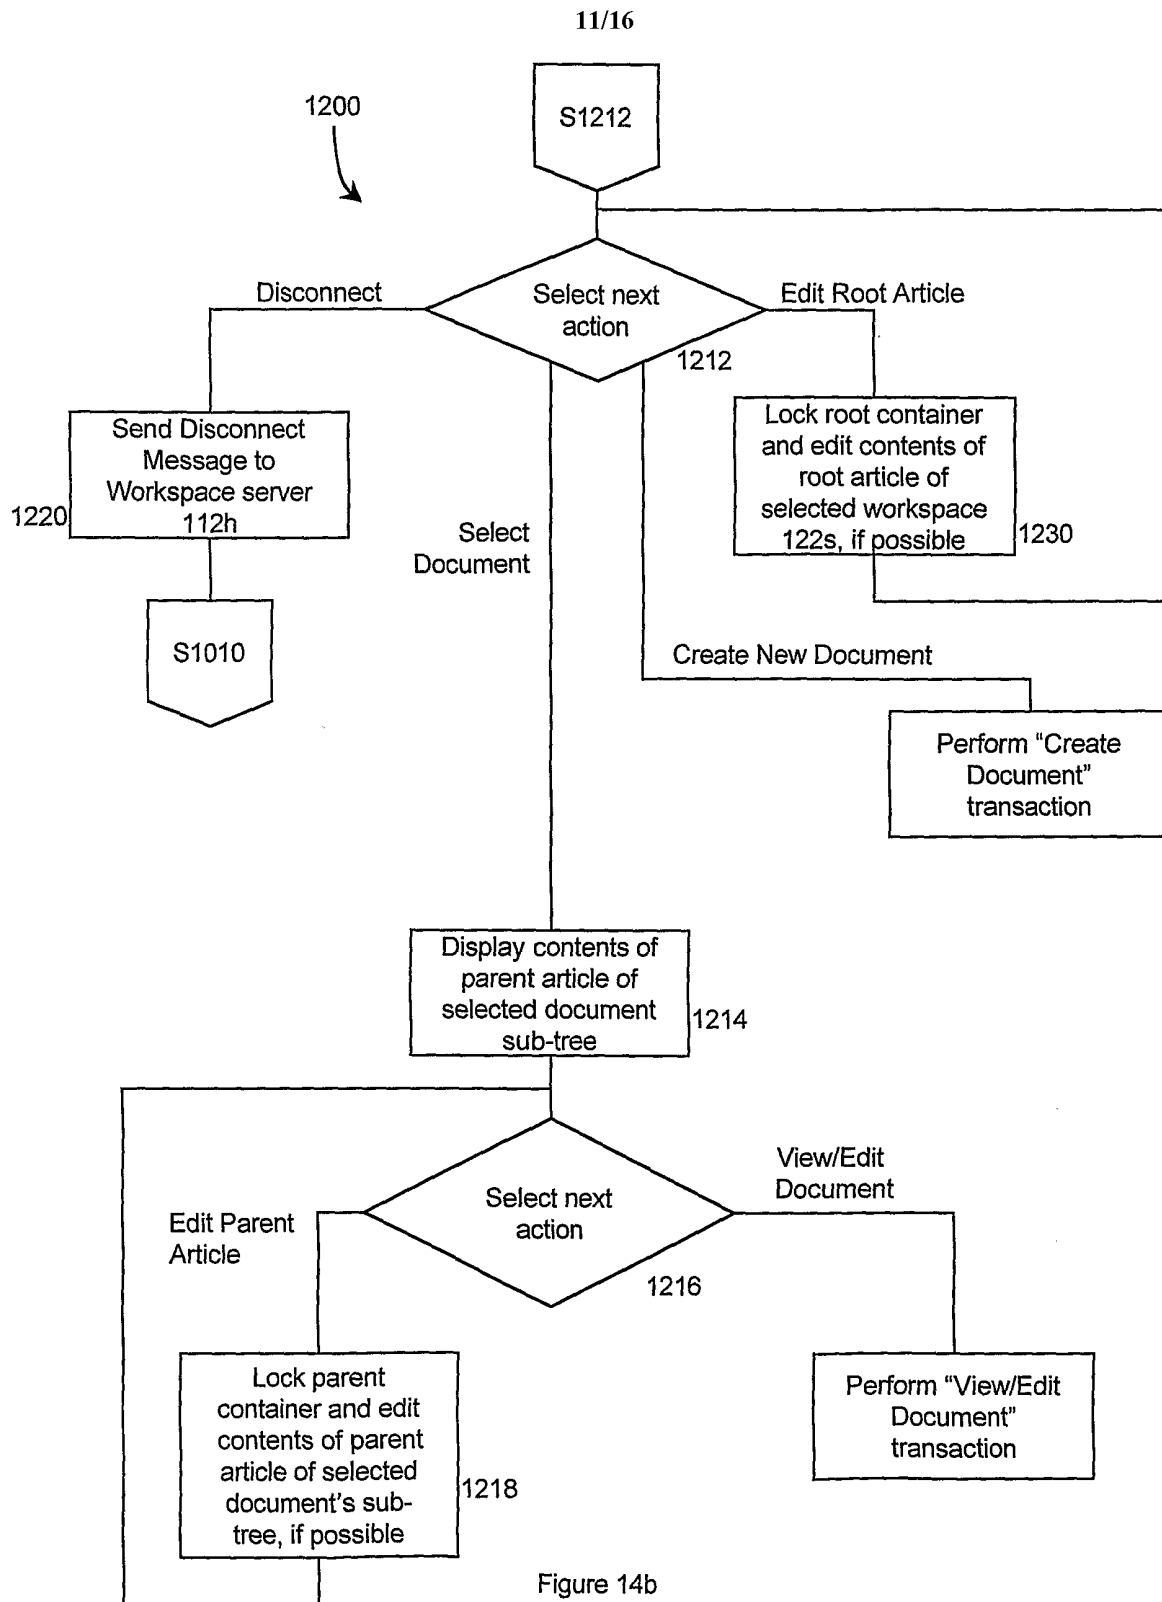 11/16
1200
S1212
Disconnect
Select next
action
Edit Root Article
1212
Send Disconnect
Message to
Workspace server
112h
1220
Lock root container
and edit contents of
root article of
selected workspace
122s, if possible
1230
Select
Document
S1010
Create New Document
Perform “Create
Document”
transaction
Display contents of
parent article of
selected document
sub-tree
1214
Select next
action
View/Edit
Document
Edit Parent
Article
1216
Lock parent
container and edit
contents of parent
article of selected
document's sub-
tree, if possible
1218
Perform “View/Edit
Document”
transaction
Figure 14b